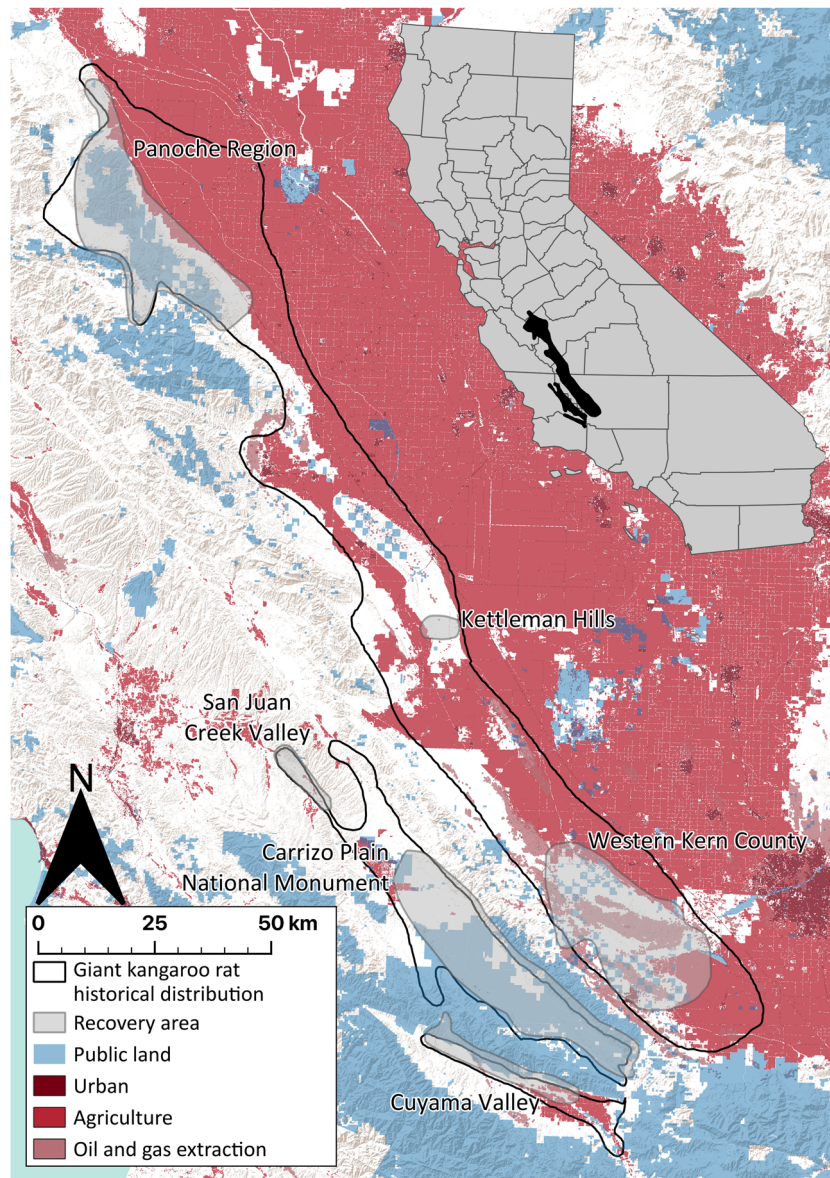 Panoche Region
Kettleman Hills
San Juan
Creek Valley
Western Kern County
Carrizo Plain
National Monument
Cuyama Valley
N
0 25 50 km
Giant kangaroo rat
historical distribution
Recovery area
Public land
Urban
Agriculture
Oil and gas extraction